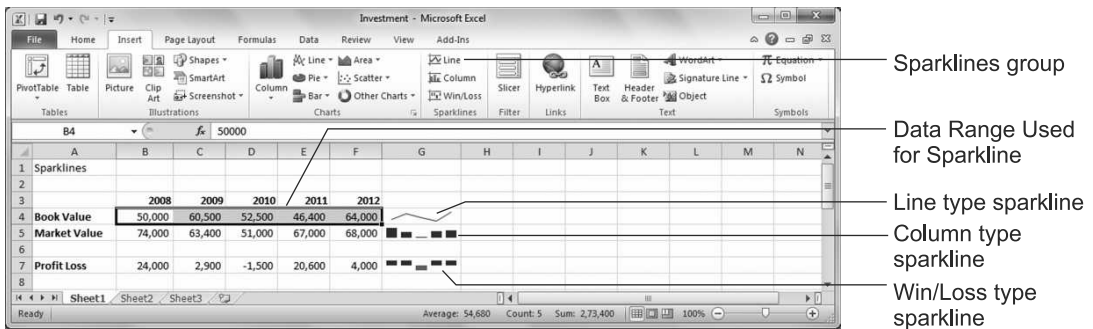 Investment - Microsoft Excel
File Home Insert Page Layout Formulas Data Review View Add-Ins
PivotTable Table Picture Clip Art Shapes SmartArt Screenshot Column Line Pie Bar Area Scatter Other Charts Line Column Win/Loss Slicer Hyperlink Text Box Header & Footer WordArt Signature Line Object Equation Symbol
Tables Illustrations Charts Sparklines Filter Links Text Symbols
B4 fx 50000
A B C D E F G H I J K L M N
1 Sparklines
2
3 2008 2009 2010 2011 2012
4 Book Value 50,000 60,500 52,500 46,400 64,000
5 Market Value 74,000 63,400 51,000 67,000 68,000
6
7 Profit Loss 24,000 2,900 -1,500 20,600 4,000
8
Sheet1 Sheet2 Sheet3
Ready Average: 54,680 Count: 5 Sum: 2,73,400 100%
Sparklines group
Data Range Used
for Sparkline
Line type sparkline
Column type
sparkline
Win/Loss type
sparkline